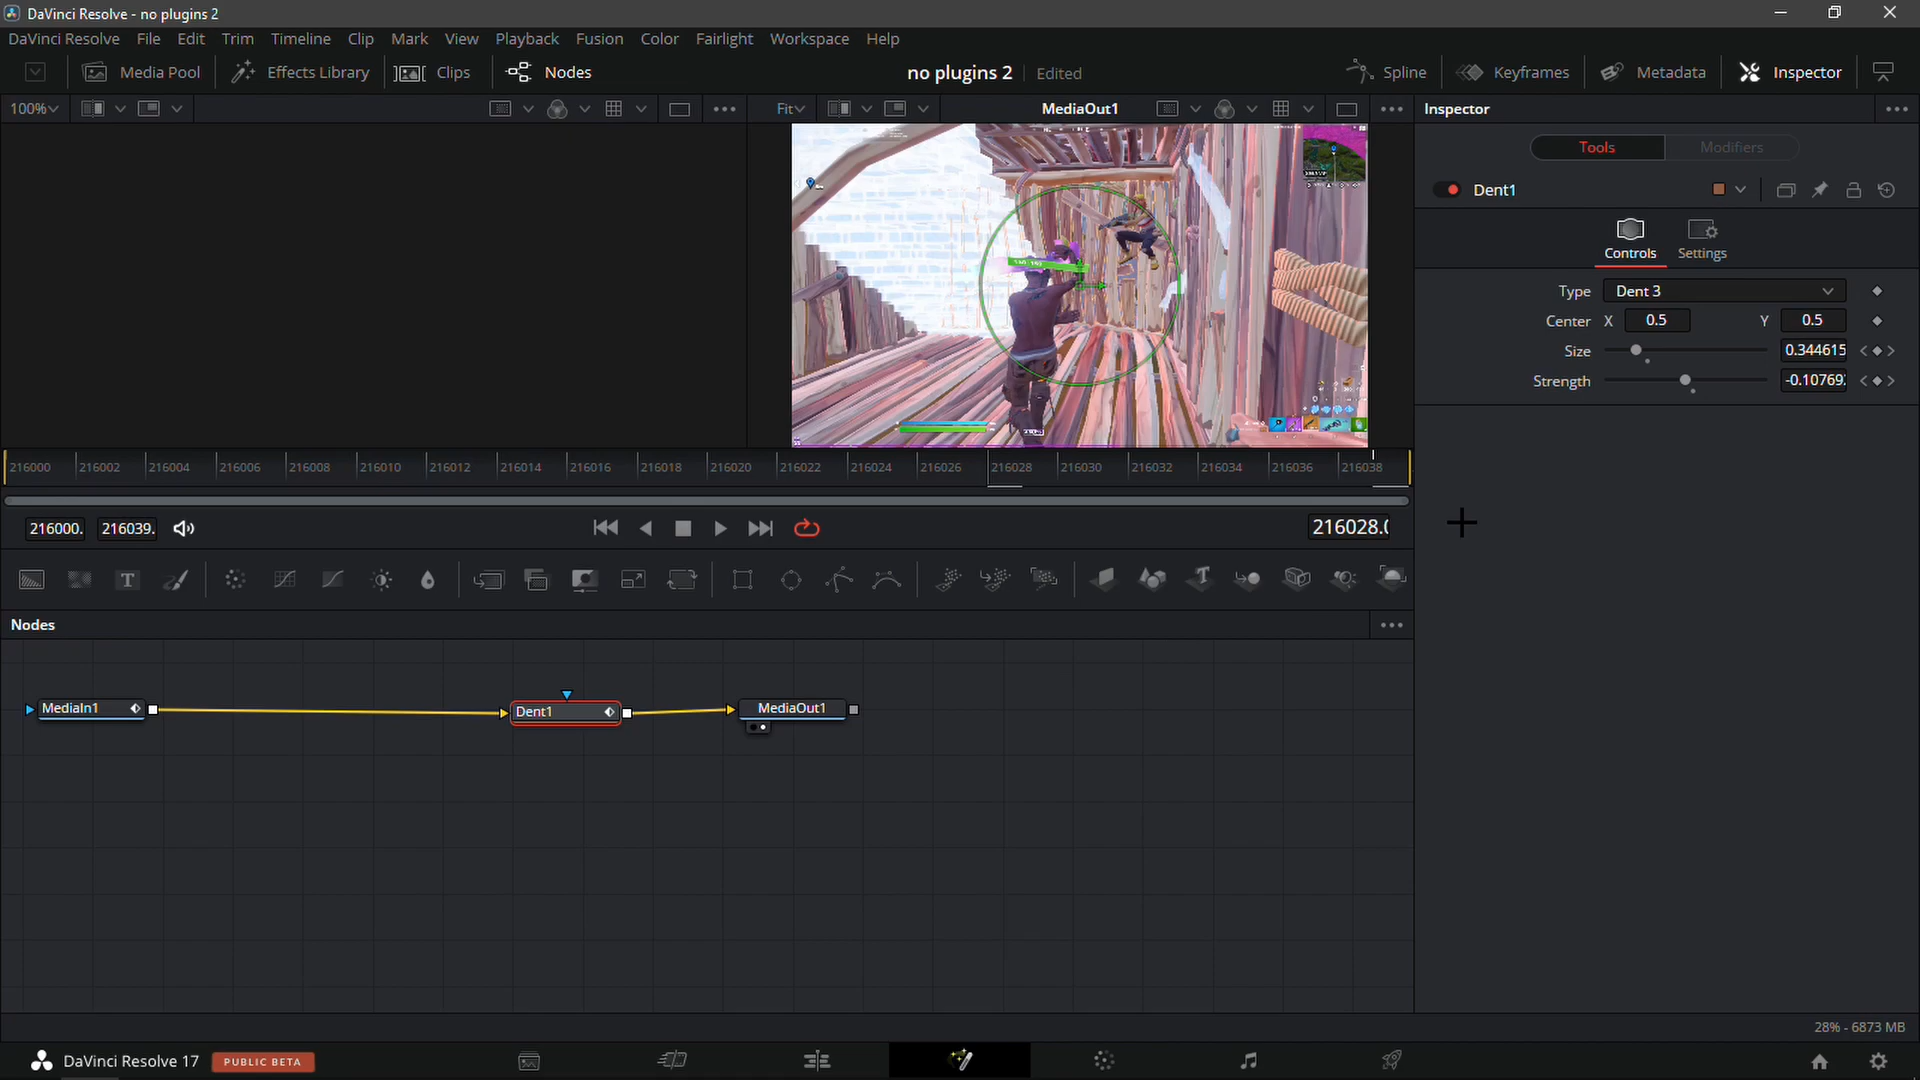 DaVinci Resolve - no plugins 2
DaVinci Resolve File Edit Trim Timeline Clip Mark View Playback Fusion Color Fairlight Workspace Help
Media Pool Effects Library Clips Nodes no plugins 2 Edited Spline Keyframes Metadata Inspector
100% Fit MediaOut1 Inspector
Tools Modifiers
Dent1
Controls Settings
Type Dent 3
Center X 0.5 Y 0.5
Size 0.344615
Strength -0.10769
216000 216002 216004 216006 216008 216010 216012 216014 216016 216018 216020 216022 216024 216026 216028 216030 216032 216034 216036 216038
216000. 216039. 216028.0
T T
Nodes
MediaIn1 Dent1 MediaOut1
28% - 6873 MB
DaVinci Resolve 17 PUBLIC BETA